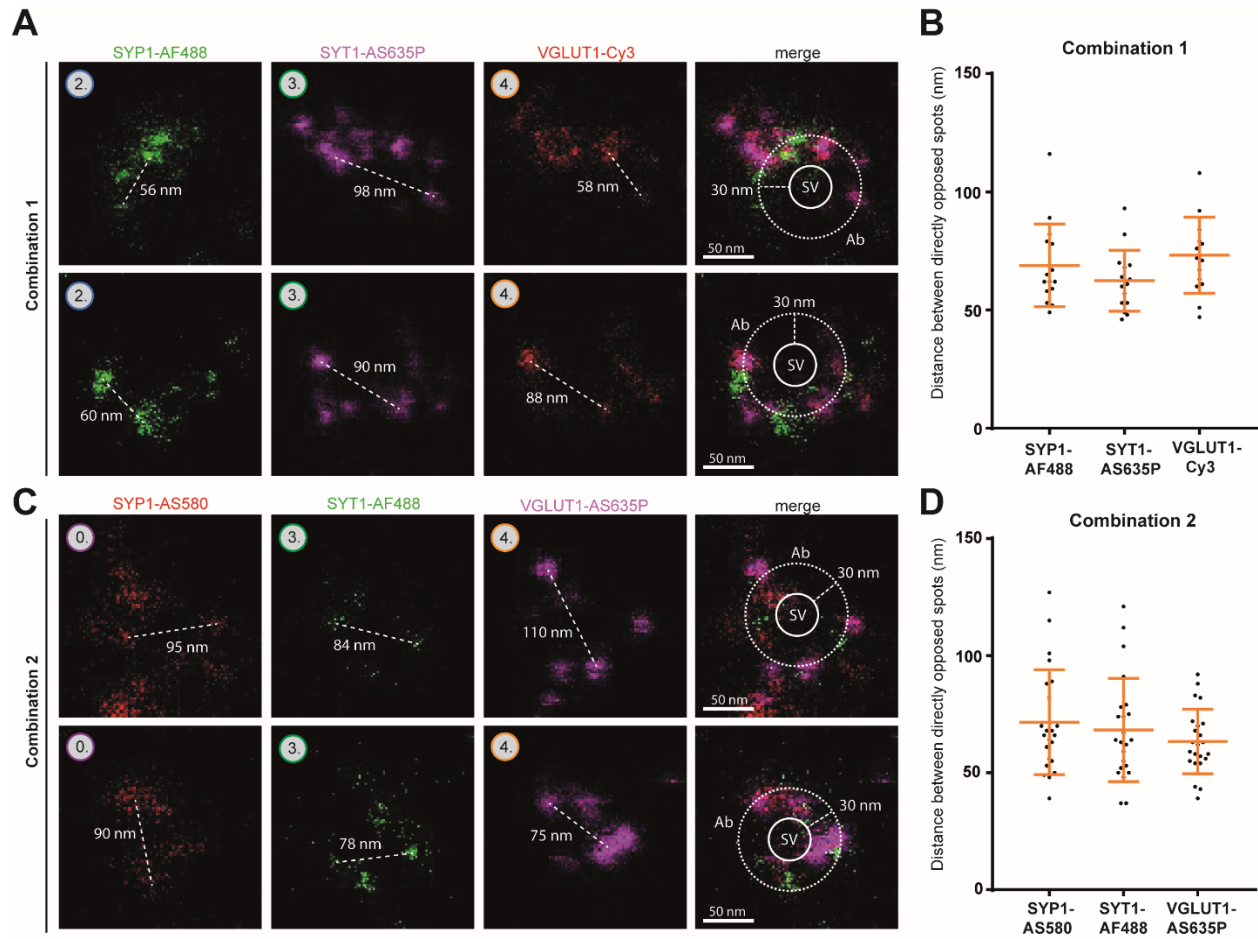 A
SYP1-AF488 SYT1-AS635P VGLUT1-Cy3 merge
Combination 1
2. 3. 4.
56 nm 98 nm 58 nm 30 nm SV Ab
50 nm
2. 3. 4.
60 nm 90 nm 88 nm 30 nm Ab SV
50 nm
B
Combination 1
Distance between directly opposed spots (nm)
150
100
50
0
SYP1- SYT1- VGLUT1-
AF488 AS635P Cy3
C
SYP1-AS580 SYT1-AF488 VGLUT1-AS635P merge
Combination 2
0. 3. 4.
95 nm 84 nm 110 nm Ab 30 nm SV
50 nm
0. 3. 4.
90 nm 78 nm 75 nm 30 nm Ab SV
50 nm
D
Combination 2
Distance between directly opposed spots (nm)
150
100
50
0
SYP1- SYT1- VGLUT1-
AS580 AF488 AS635P